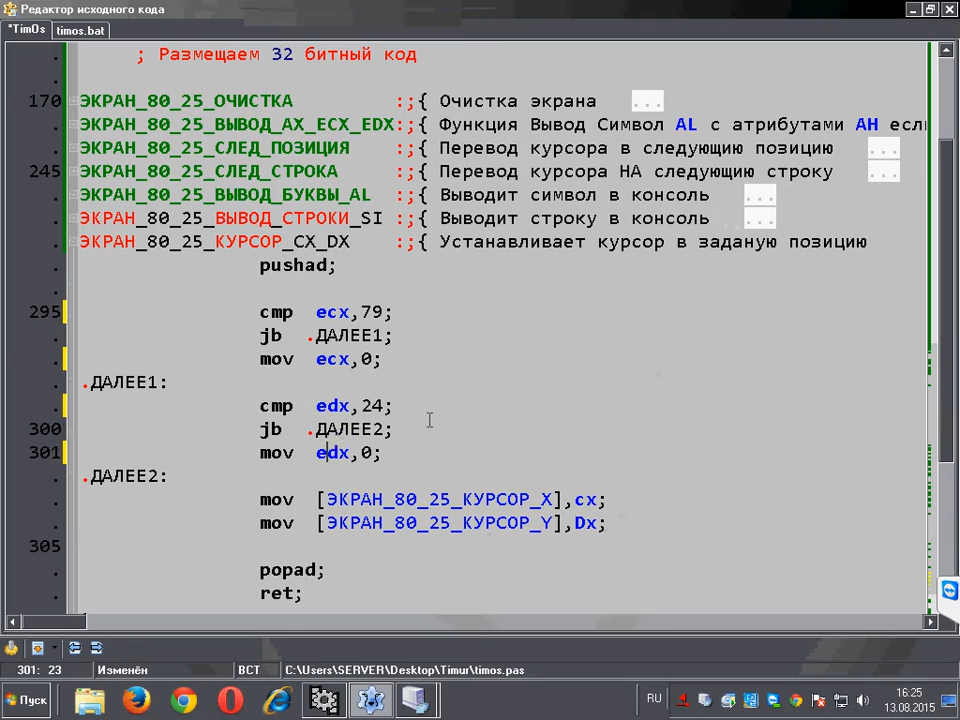 Редактор исходного кода
*TimOs timos.bat
; Размещаем 32 битный код
170 ЭКРАН_80_25_ОЧИСТКА :;{ Очистка экрана ...
ЭКРАН_80_25_ВЫВОД_AX_ECX_EDX:;{ Функция Вывод Символ AL с атрибутами AH если
ЭКРАН_80_25_СЛЕД_ПОЗИЦИЯ :;{ Перевод курсора в следующию позицию ...
245 ЭКРАН_80_25_СЛЕД_СТРОКА :;{ Перевод курсора НА следующию строку ...
ЭКРАН_80_25_ВЫВОД_БУКВЫ_AL :;{ Выводит символ в консоль ...
ЭКРАН_80_25_ВЫВОД_СТРОКИ_SI :;{ Выводит строку в консоль ...
ЭКРАН_80_25_КУРСОР_CX_DX :;{ Устанавливает курсор в заданую позицию
pushad;
295 cmp ecx,79;
jb .ДАЛЕЕ1;
mov ecx,0;
.ДАЛЕЕ1:
cmp edx,24;
300 jb .ДАЛЕЕ2;
301 mov edx,0;
.ДАЛЕЕ2:
mov [ЭКРАН_80_25_КУРСОР_X],cx;
mov [ЭКРАН_80_25_КУРСОР_Y],Dx;
305
popad;
ret;
301: 23 Изменён ВСТ C:\Users\SERVER\Desktop\Timur\timos.pas
Пуск RU 16:25
13.08.2015